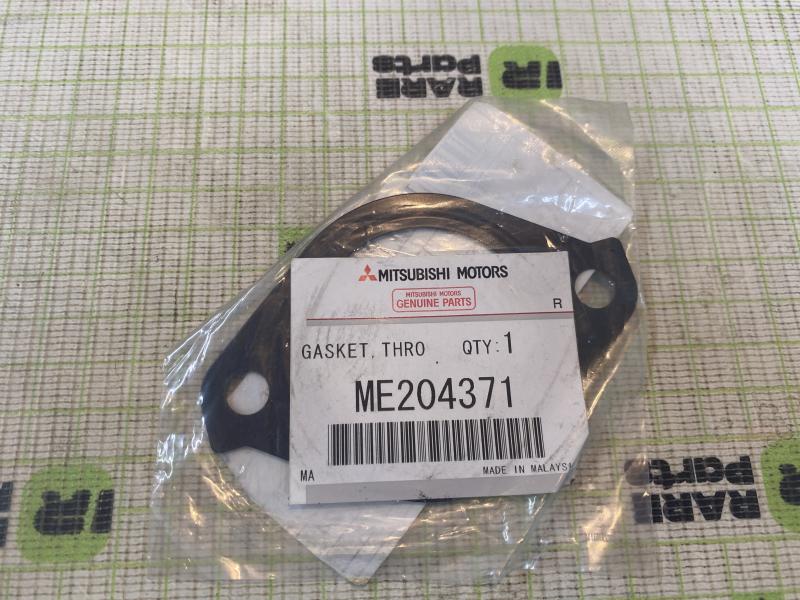 RARE Parts IR
MITSUBISHI MOTORS
MITSUBISHI MOTORS
GENUINE PARTS
R
GASKET, THRO QTY: 1
ME204371
MA MADE IN MALAYSI
IR
RARE Parts